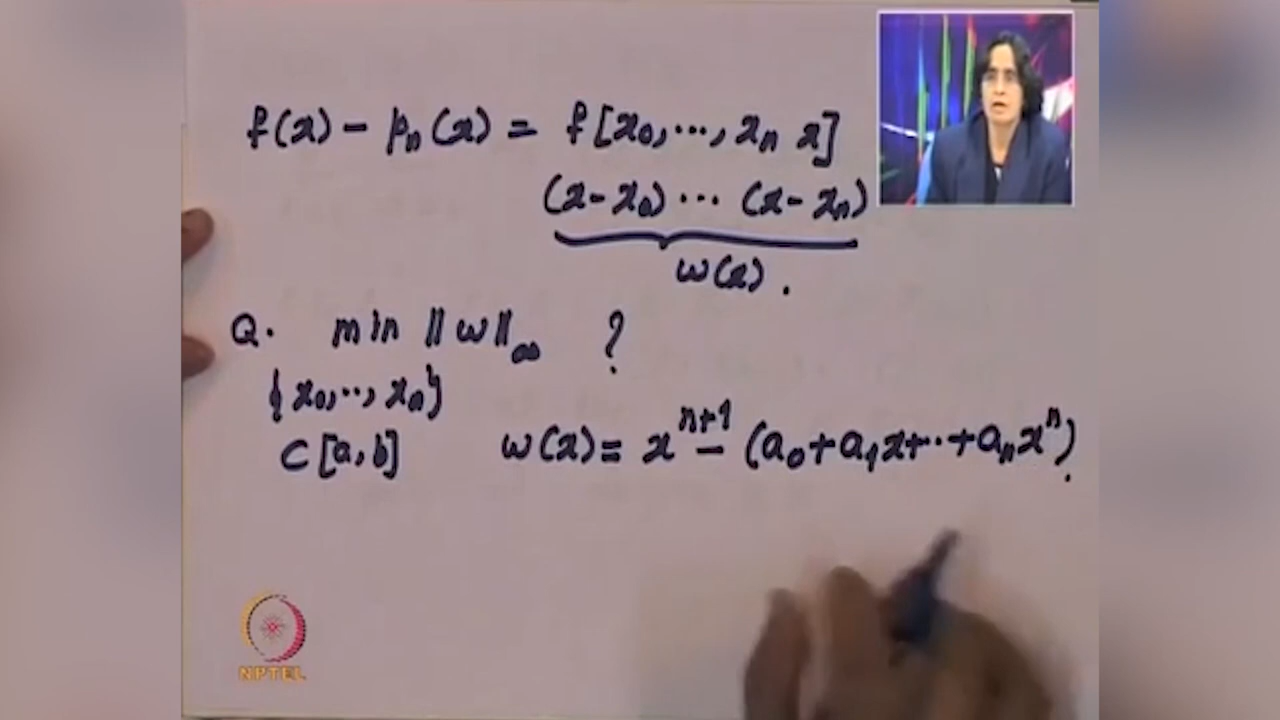 f(x) - pn(x) = f[x0, ..., xn x]
(x - x0) ... (x - xn)
w(x).
Q. min ||w||∞ ?
{x0, .., xn}
C[a, b] w(x) = x^{n+1} - (a0 + a1x + ... + anx^n).
NPTEL